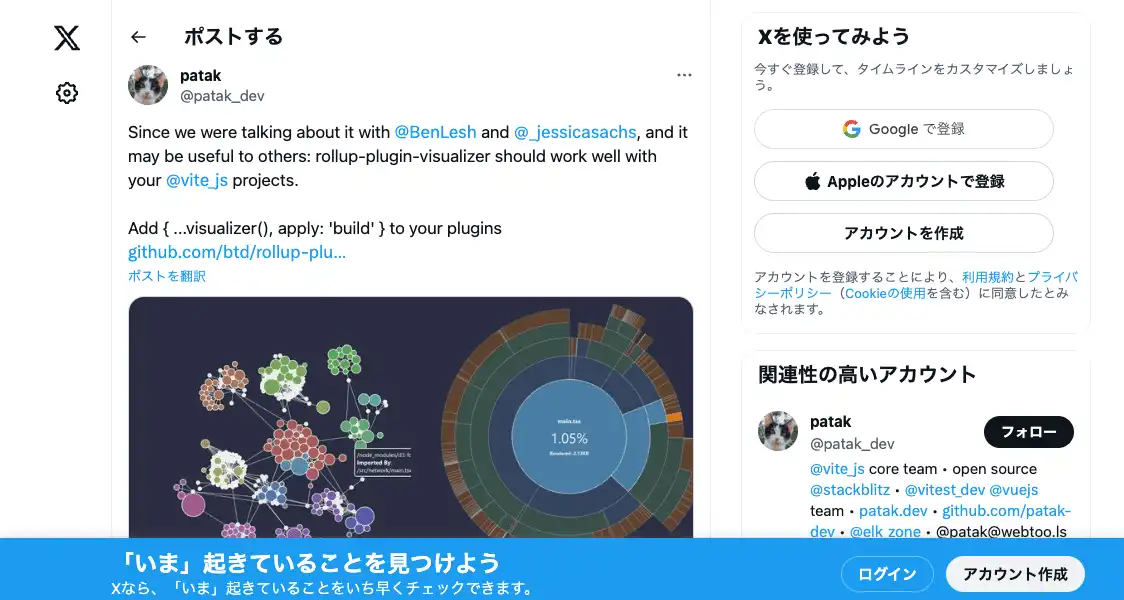 ポストする
patak
@patak_dev
Since we were talking about it with @BenLesh and @_jessicasachs, and it
may be useful to others: rollup-plugin-visualizer should work well with
your @vite_js projects.
Add { ...visualizer(), apply: 'build' } to your plugins
github.com/btd/rollup-plu...
ポストを翻訳
/node_modules/d3-fc
Imported By:
/src/network/main.tsx
main.tsx
1.05%
Xを使ってみよう
今すぐ登録して、タイムラインをカスタマイズしましょ
う。
Google で登録
Appleのアカウントで登録
アカウントを作成
アカウントを登録することにより、利用規約とプライバ
シーポリシー（Cookieの使用を含む）に同意したとみ
なされます。
関連性の高いアカウント
patak
@patak_dev
フォロー
@vite_js core team • open source
@stackblitz • @vitest_dev @vuejs
team • patak.dev • github.com/patak-
dev • @elk_zone • @patak@webtoo.ls
「いま」起きていることを見つけよう
Xなら、「いま」起きていることをいち早くチェックできます。
ログイン
アカウント作成